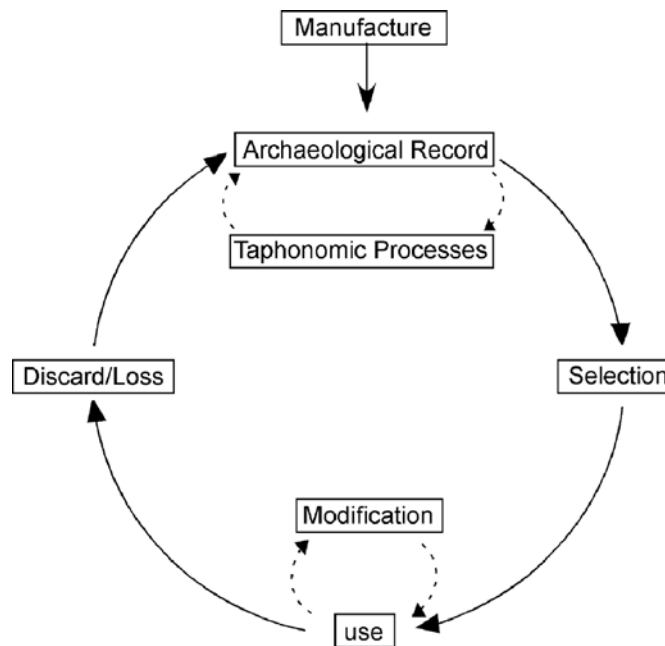 Manufacture
Archaeological Record
Taphonomic Processes
Discard/Loss
Selection
Modification
use